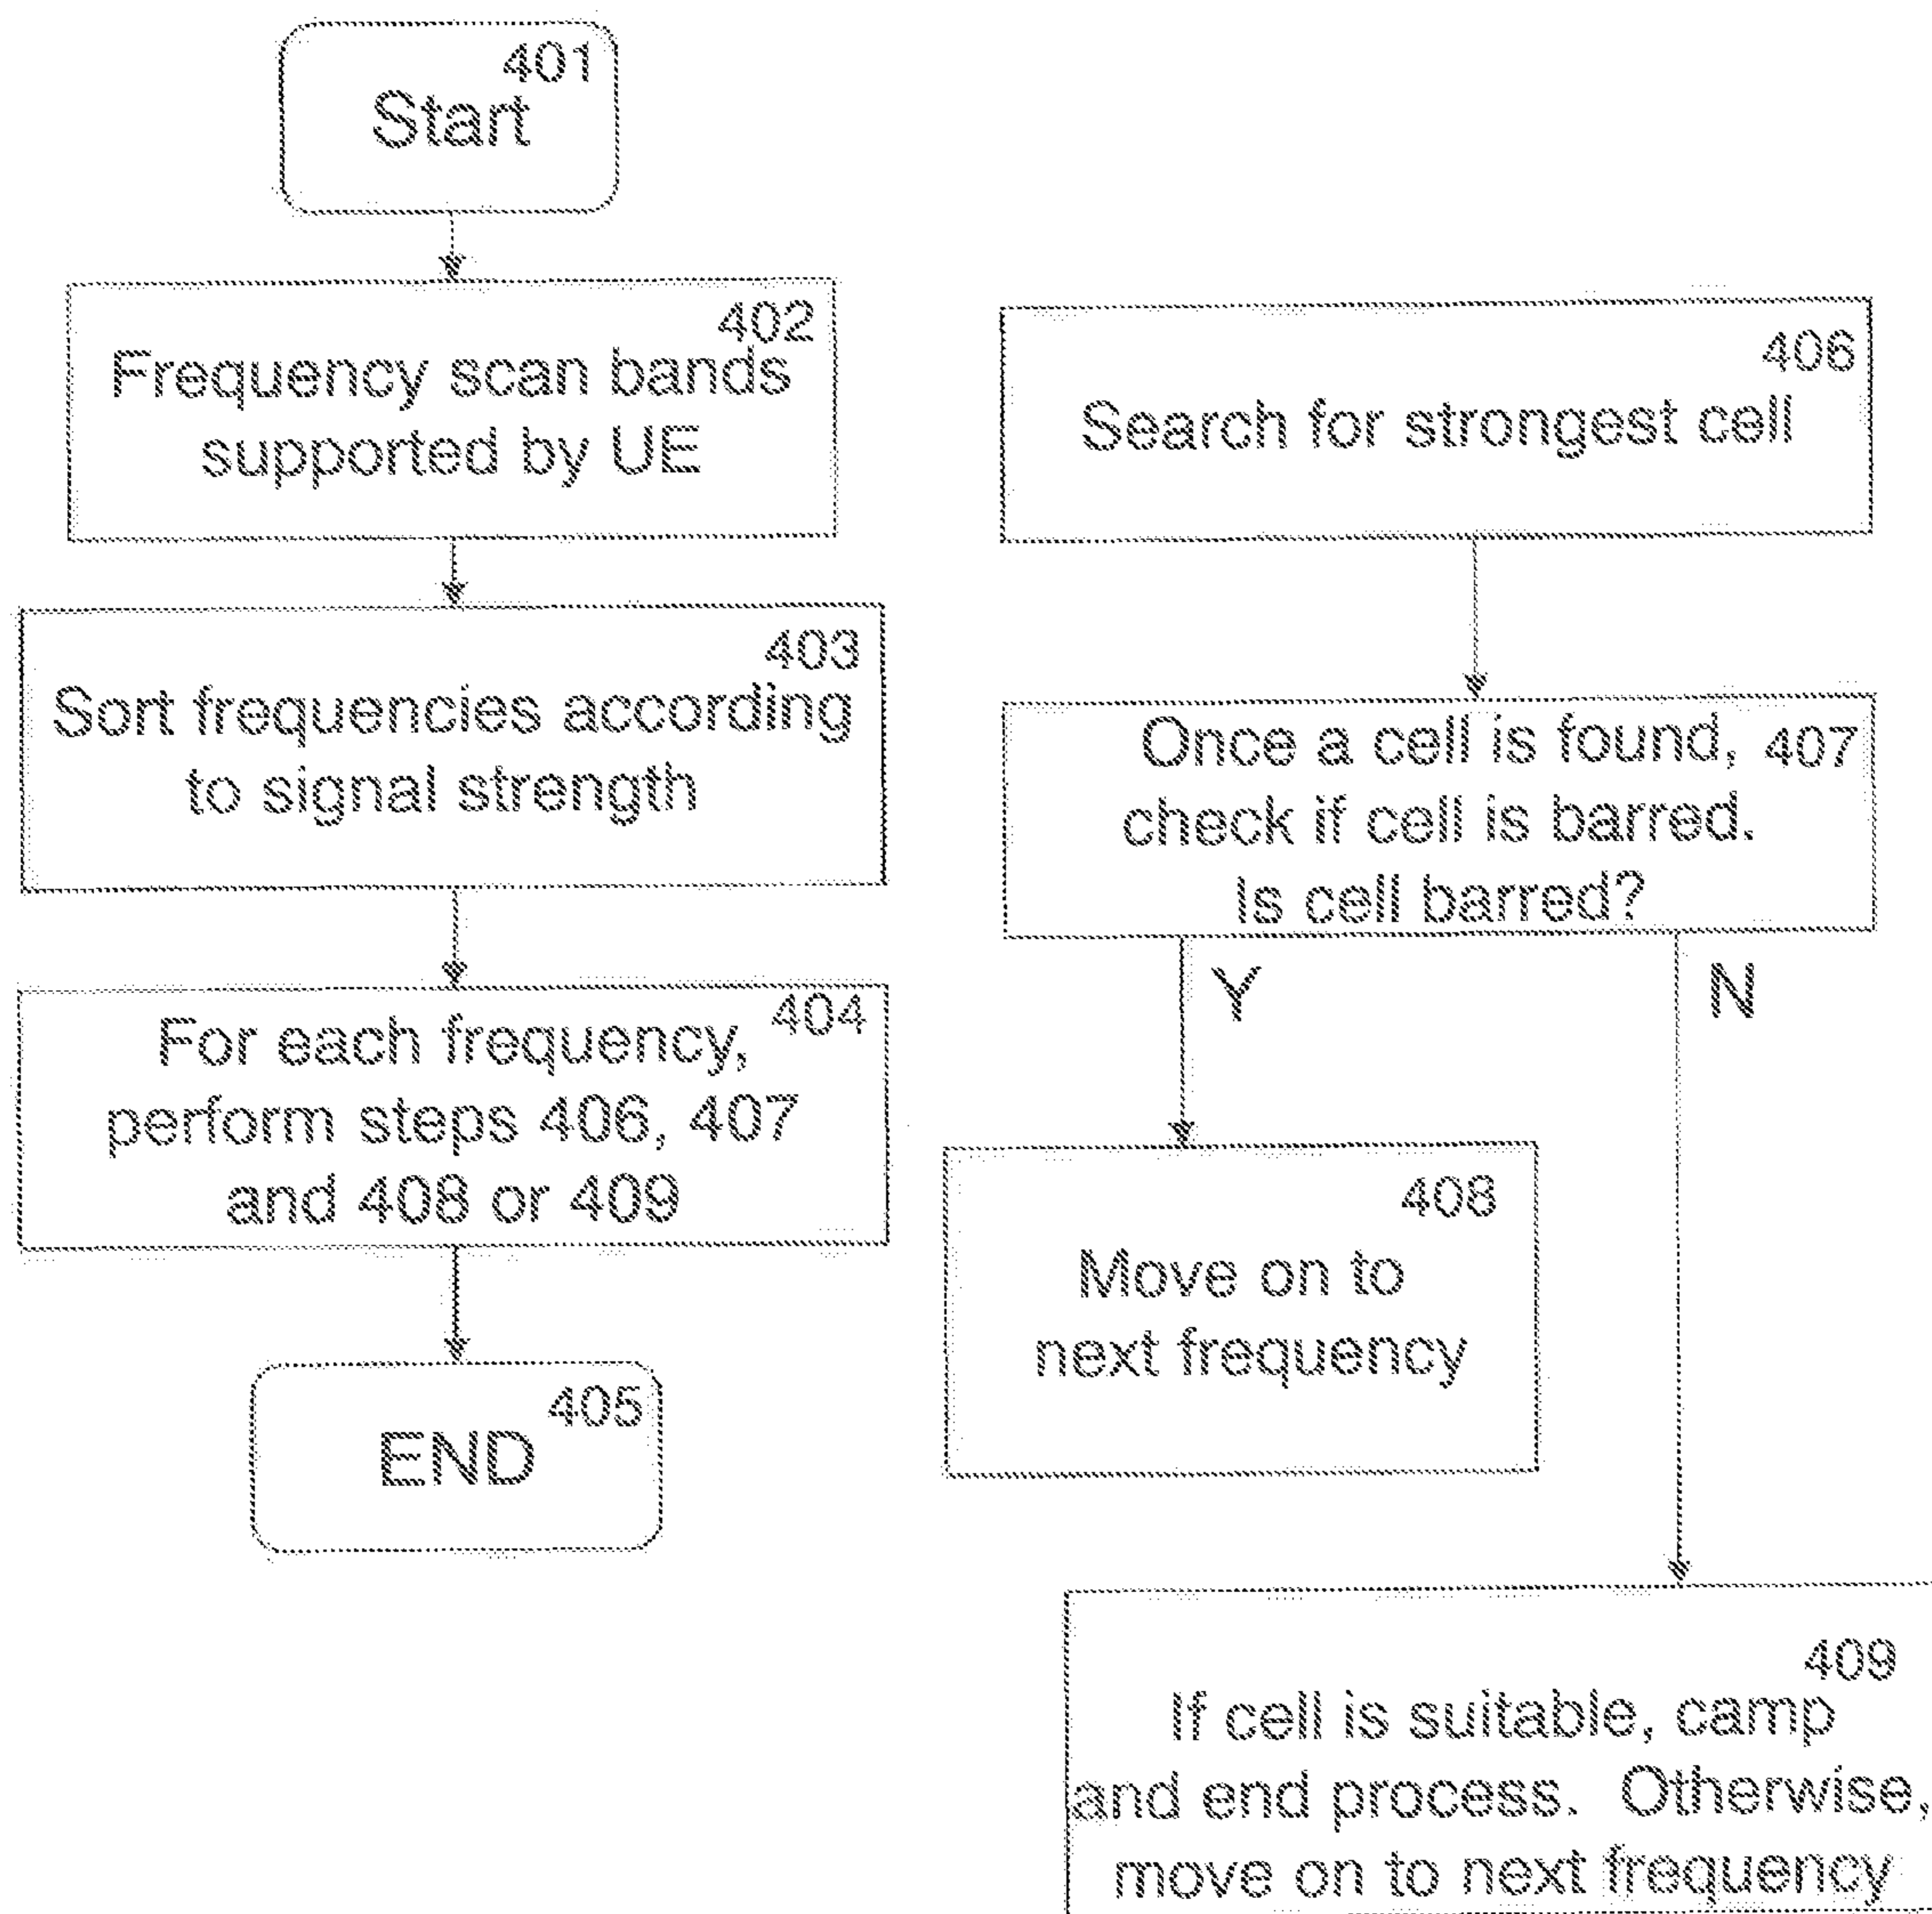 401
Start
402
Frequency scan bands
supported by UE
403
Sort frequencies according
to signal strength
For each frequency, 404
perform steps 406, 407
and 408 or 409
405
END
406
Search for strongest cell
Once a cell is found, 407
check if cell is barred.
Is cell barred?
Y
N
408
Move on to
next frequency
409
If cell is suitable, camp
and end process. Otherwise,
move on to next frequency